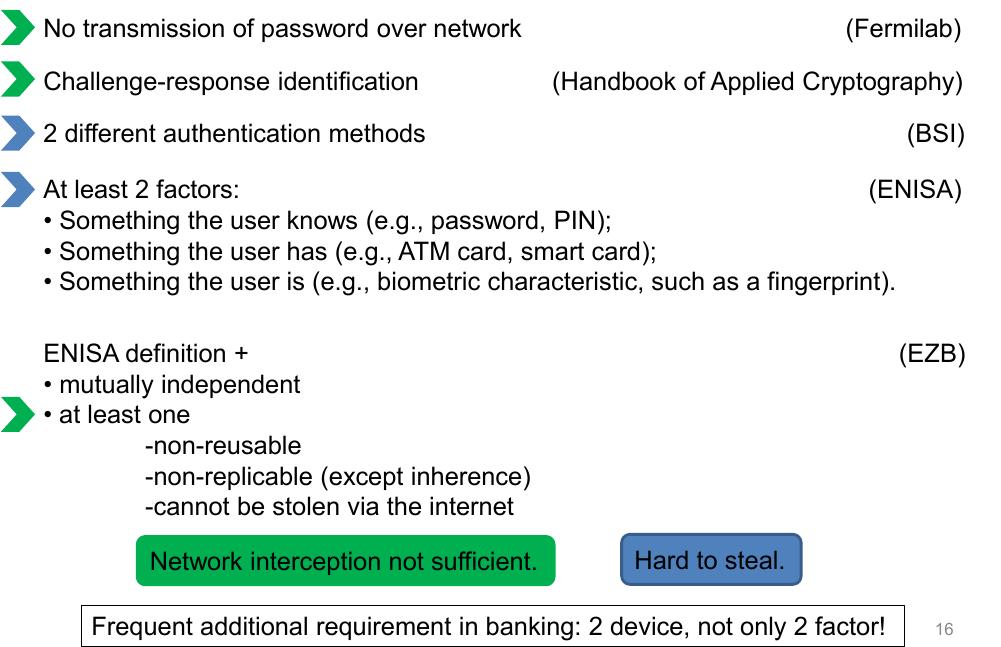 No transmission of password over network (Fermilab)
Challenge-response identification (Handbook of Applied Cryptography)
2 different authentication methods (BSI)
At least 2 factors: (ENISA)
• Something the user knows (e.g., password, PIN);
• Something the user has (e.g., ATM card, smart card);
• Something the user is (e.g., biometric characteristic, such as a fingerprint).
ENISA definition + (EZB)
• mutually independent
• at least one
-non-reusable
-non-replicable (except inherence)
-cannot be stolen via the internet
Network interception not sufficient. Hard to steal.
Frequent additional requirement in banking: 2 device, not only 2 factor! 16